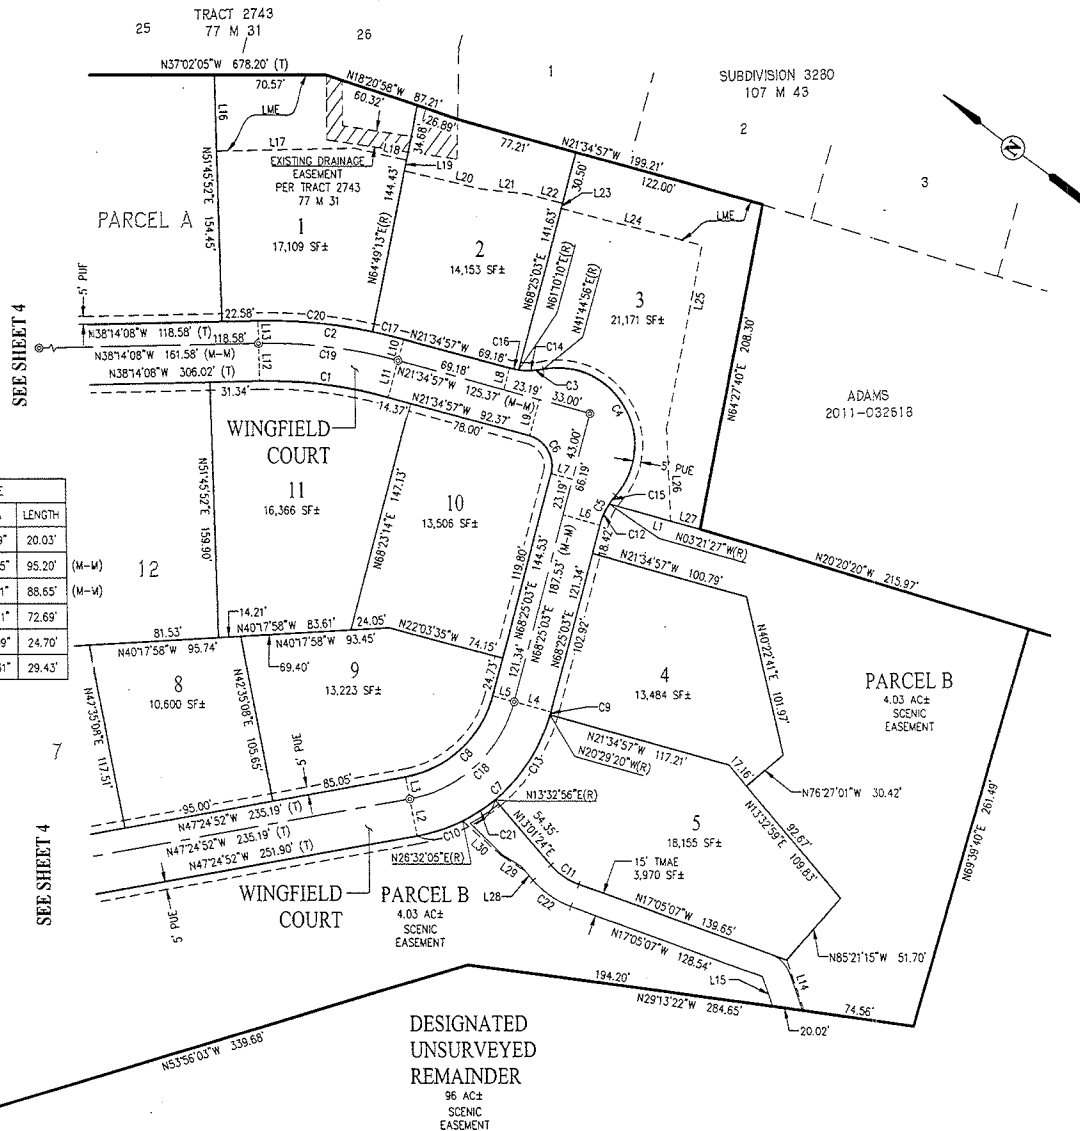 TRACT 2743
77 M 31
25
26
N37°02'05"W 678.20' (T)
70.57'
N18°20'58"W 87.21'
60.32'
26.89'
1
SUBDIVISION 3280
107 M 43
2
3
N
77.21'
N21°34'57"W 199.21'
122.00'
L16
LME
L17
L18
14.68'
L19
30.50'
EXISTING DRAINAGE
EASEMENT
PER TRACT 2743
77 M 31
L20
L21
L22
L23
L24
LME
L25
N51°45'52"E 154.45'
PARCEL A
1
17,109 SF±
144.43'
N64°49'13"E(R)
2
14,153 SF±
141.63'
N68°25'03"E
N61°10'10"E(R)
N41°44'56"E(R)
3
21,171 SF±
N64°27'40"E 208.30'
ADAMS
2011-032618
5' PUF
SEE SHEET 4
22.58'
C20
N38°14'08"W 118.58' (T)
118.58'
L13
C2
C17
N21°34'57"W
69.18'
C16
C14
N38°14'08"W 161.58' (M-M)
C19
L10
69.18'
L8
23.19'
C3
N38°14'08"W 306.02' (T)
L12
L11
N21°34'57"W 125.37' (M-M)
33.00'
C4
31.34'
C1
14.37'
N21°34'57"W 92.37'
78.00'
L9
43.00'
WINGFIELD
COURT
C6
L7
66.19'
23.19'
5' PUE
C15
L26
C5
L27
L6
C12
L1
N03°21'27"W(R)
N51°45'52"E 159.90'
11
16,366 SF±
147.13'
N68°23'14"E
10
13,506 SF±
LENGTH
20.03'
95.20' (M-M)
88.65' (M-M)
72.69'
24.70'
29.43'
12
18.42'
N21°34'57"W 100.79'
N20°20'20"W 215.97'
119.80'
N68°25'03"E 144.53'
N68°25'03"E 187.53' (M-M)
121.34'
N68°25'03"E
121.34'
102.92'
N40°22'41"E 101.97'
14.21'
81.53'
N40°17'58"W 83.61'
24.05'
N40°17'58"W 95.74'
N40°17'58"W 93.45'
N22°03'35"W 74.15'
69.40'
24.73'
4
13,484 SF±
PARCEL B
4.03 AC±
SCENIC
EASEMENT
7
N47°35'08"E 117.51'
8
10,600 SF±
N42°35'08"E 105.65'
9
13,223 SF±
L5
L4
C9
N21°34'57"W 117.21'
N20°29'20"W(R)
17.16'
N76°27'01"W 30.42'
5' PUE
C8
C18
C13
C7
N13°32'56"E(R)
85.05'
L3
95.00'
N47°24'52"W 235.19' (T)
N47°24'52"W 235.19' (T)
L2
N47°24'52"W 251.90' (T)
C10
C21
N13°01'24"E
54.35'
N26°32'05"E(R)
L30
L29
L28
C11
C22
5
18,155 SF±
15' TMAE
3,970 SF±
N13°32'59"E
92.67'
109.83'
N69°39'40"E 261.49'
SEE SHEET 4
5' PUE
WINGFIELD
COURT
PARCEL B
4.03 AC±
SCENIC
EASEMENT
N17°05'07"W 139.65'
N17°05'07"W 128.54'
N85°21'15"W 51.70'
L15
L14
194.20'
N29°13'22"W 284.65'
74.56'
20.02'
N53°56'03"W 339.68'
DESIGNATED
UNSURVEYED
REMAINDER
96 AC±
SCENIC
EASEMENT